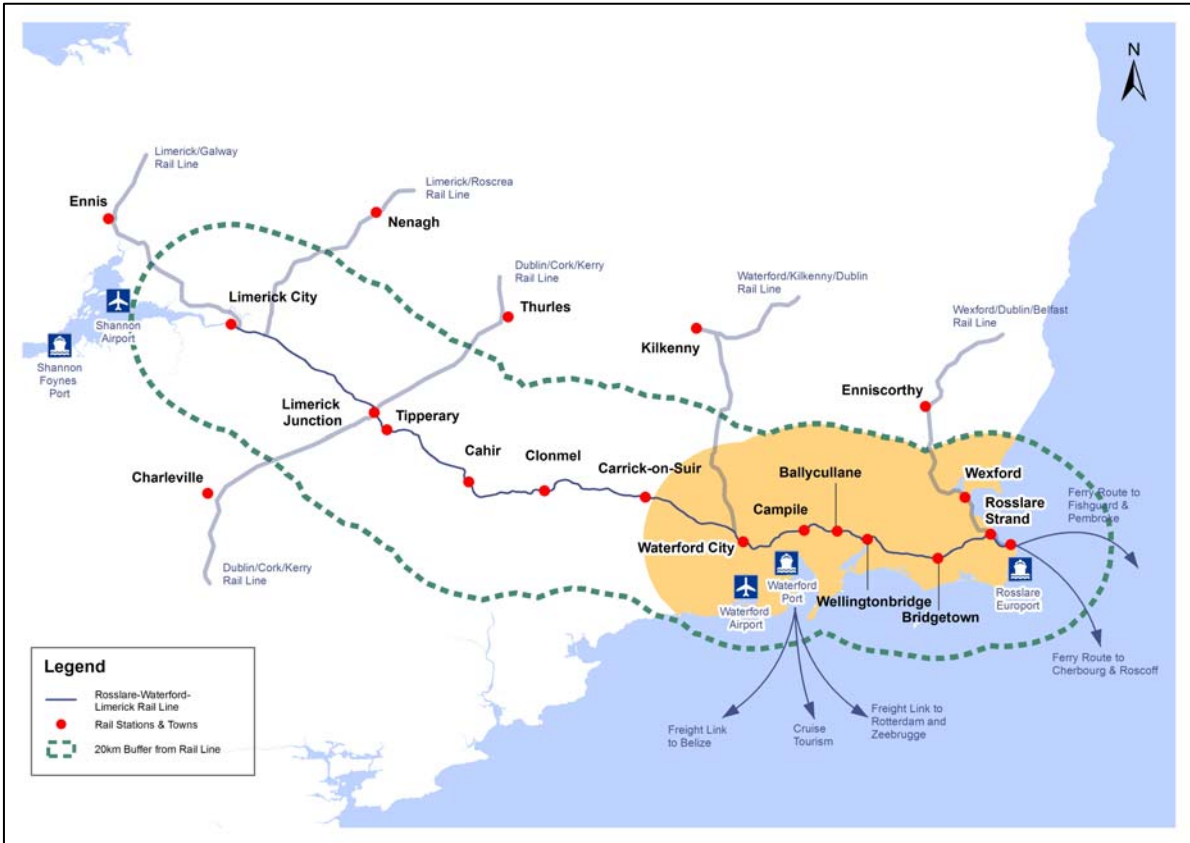 N
Limerick/Galway
Rail Line
Ennis
Limerick/Roscrea
Rail Line
Nenagh
Dublin/Cork/Kerry
Rail Line
Thurles
Waterford/Kilkenny/Dublin
Rail Line
Wexford/Dublin/Belfast
Rail Line
Limerick City
Shannon
Airport
Shannon
Foynes
Port
Kilkenny
Enniscorthy
Limerick
Junction
Tipperary
Cahir
Clonmel
Carrick-on-Suir
Ballycullane
Wexford
Charleville
Campile
Rosslare
Strand
Ferry Route to
Fishguard &
Pembroke
Waterford City
Dublin/Cork/Kerry
Rail Line
Waterford
Port
Waterford
Airport
Wellingtonbridge
Bridgetown
Rosslare
Europort
Ferry Route to
Cherbourg & Roscoff
Freight Link
to Belize
Cruise
Tourism
Freight Link to
Rotterdam and
Zeebrugge
Legend
Rosslare-Waterford-
Limerick Rail Line
Rail Stations & Towns
20km Buffer from Rail Line